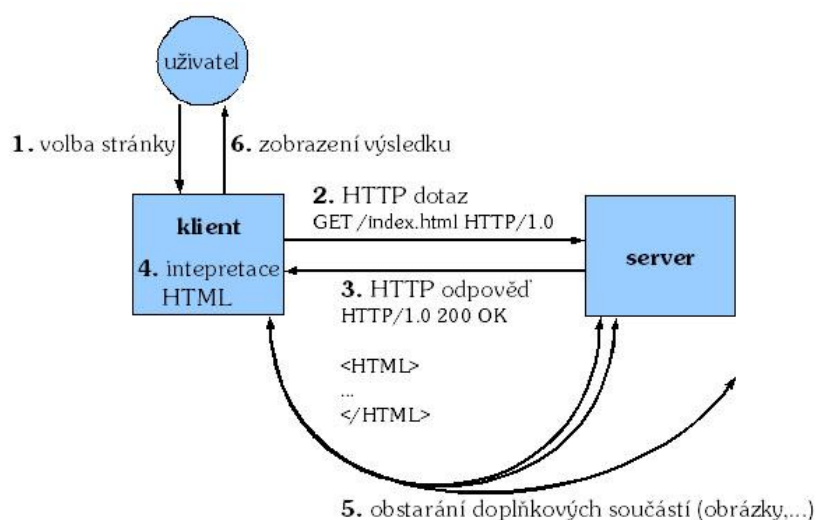 uživatel
1. volba stránky
6. zobrazení výsledku
2. HTTP dotaz
GET /index.html HTTP/1.0
klient
4. intepretace
HTML
server
3. HTTP odpověď
HTTP/1.0 200 OK
<HTML>
...
</HTML>
5. obstarání doplňkových součástí (obrázky,...)